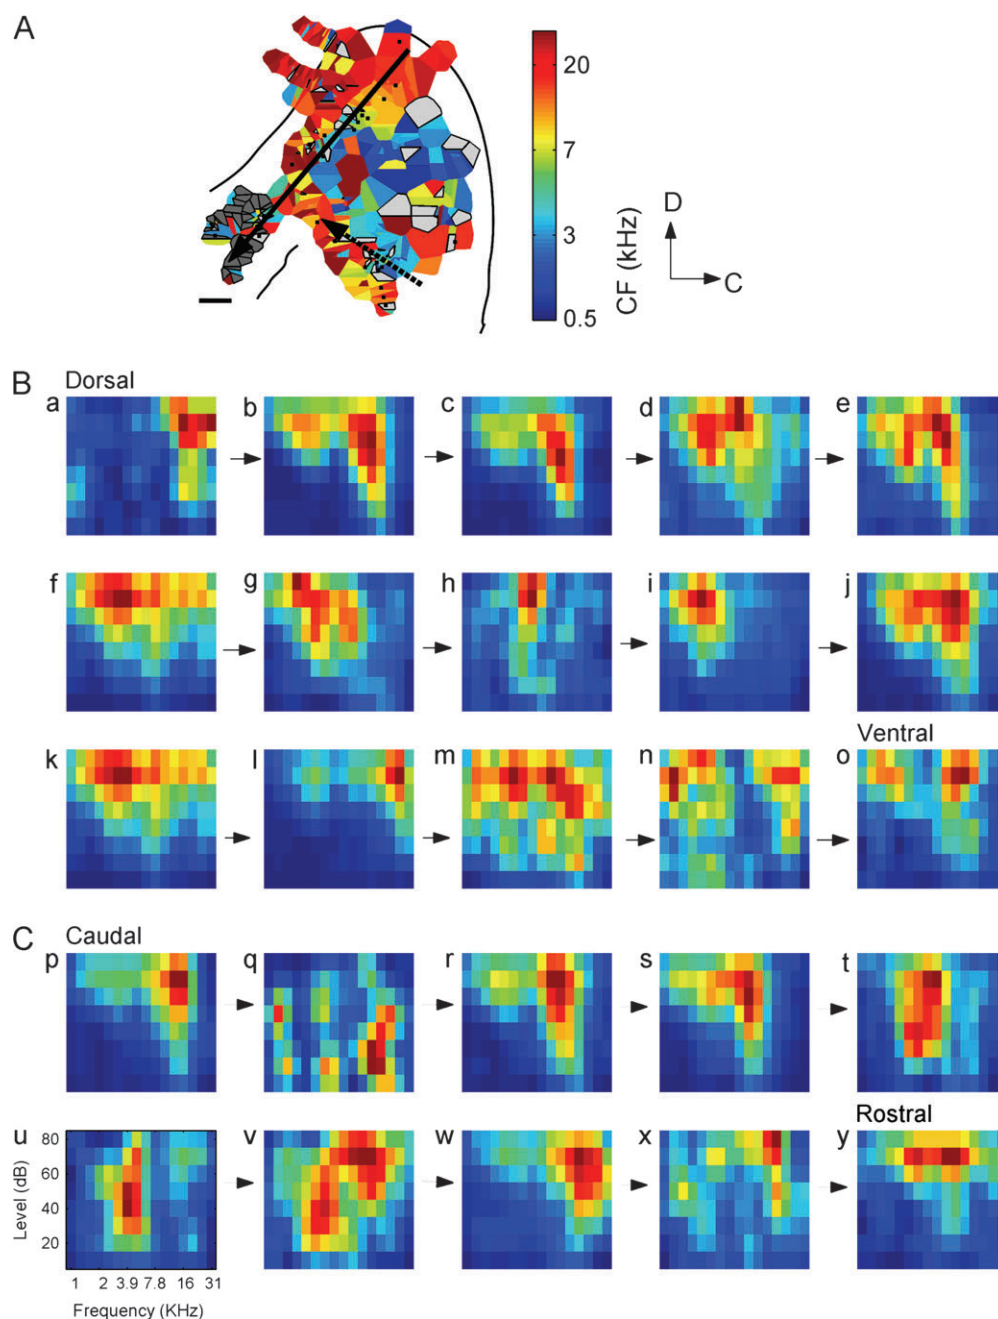 A
20
7
3
0.5
CF (kHz)
D
C
B
Dorsal
a
b
c
d
e
f
g
h
i
j
Ventral
k
l
m
n
o
C
Caudal
p
q
r
s
t
Rostral
u
v
w
x
y
80
60
40
20
Level (dB)
1 2 3.9 7.8 16 31
Frequency (KHz)